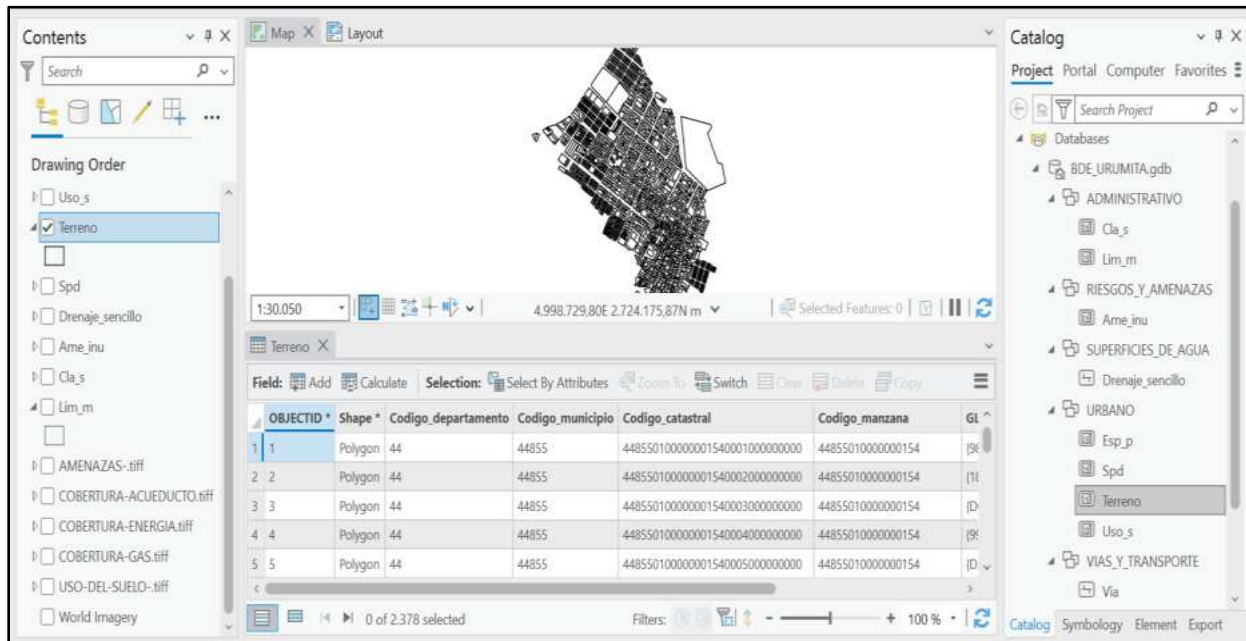 Contents
Search
Drawing Order
Uso_s
Terreno
Spd
Drenaje_sencillo
Ame_inu
Cla_s
Lim_m
AMENAZAS-.tiff
COBERTURA-ACUEDUCTO.tiff
COBERTURA-ENERGIA.tiff
COBERTURA-GAS.tiff
USO-DEL-SUELO-.tiff
World Imagery
Map Layout
1:30.050 4.998.729,80E 2.724.175,87N m Selected Features: 0
Terreno
Field: Add Calculate Selection: Select By Attributes Zoom To Switch Clear Delete Copy
OBJECTID * Shape * Codigo_departamento Codigo_municipio Codigo_catastral Codigo_manzana GL
1 1 Polygon 44 44855 448550100000001540001000000000 44855010000000154 {98
2 2 Polygon 44 44855 448550100000001540002000000000 44855010000000154 {18
3 3 Polygon 44 44855 448550100000001540003000000000 44855010000000154 {D
4 4 Polygon 44 44855 448550100000001540004000000000 44855010000000154 {99
5 5 Polygon 44 44855 448550100000001540005000000000 44855010000000154 {D
0 of 2.378 selected Filters: - + 100 %
Catalog
Project Portal Computer Favorites
Search Project
Databases
BDE_URUMITA.gdb
ADMINISTRATIVO
Cla_s
Lim_m
RIESGOS_Y_AMENAZAS
Ame_inu
SUPERFICIES_DE_AGUA
Drenaje_sencillo
URBANO
Esp_p
Spd
Terreno
Uso_s
VIAS_Y_TRANSPORTE
Via
Catalog Symbology Element Export